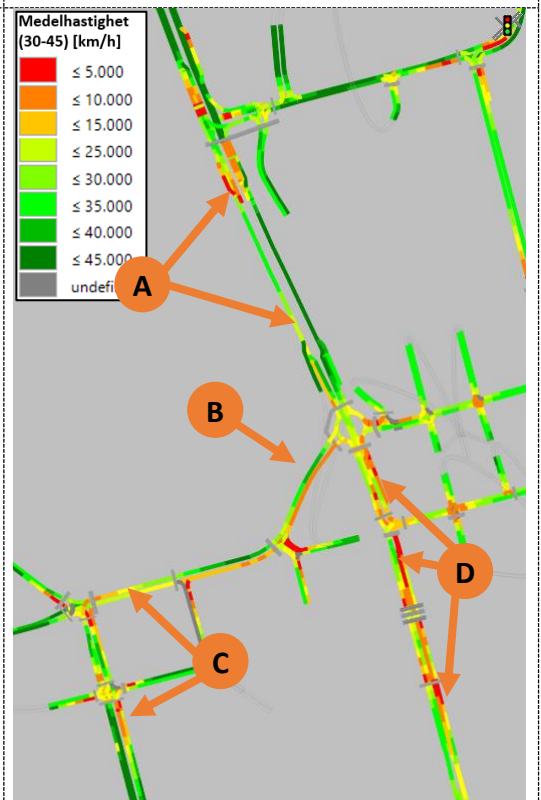 Medelhastighet
(30-45) [km/h]
≤ 5.000
≤ 10.000
≤ 15.000
≤ 25.000
≤ 30.000
≤ 35.000
≤ 40.000
≤ 45.000
undefi
A
B
D
C